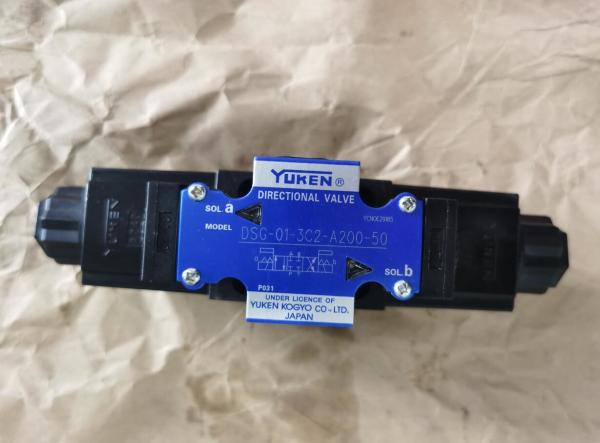 YUKEN ®
DIRECTIONAL VALVE
SOL. a
MODEL DSG-01-3C2-A200-50
SOL. b
P031
UNDER LICENCE OF
YUKEN KOGYO CO., LTD.
JAPAN
YUKEN